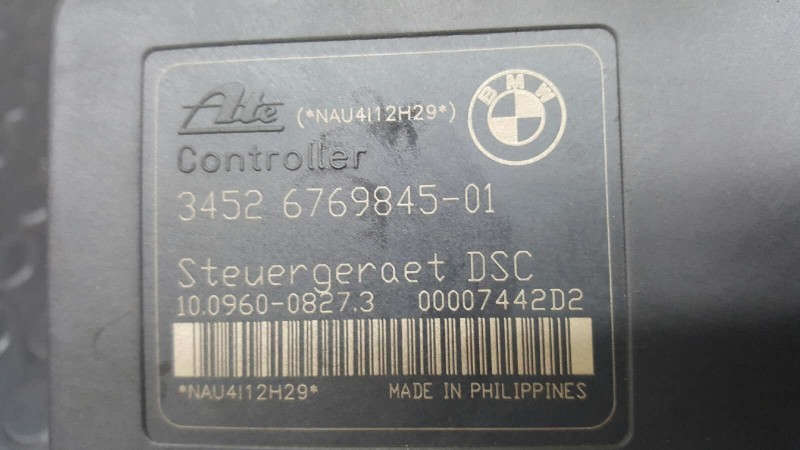 Ate (*NAU4I12H29*) BMW
Controller
3452 6769845-01
Steuergeraet DSC
10.0960-0827.3 00007442D2
*NAU4I12H29* MADE IN PHILIPPINES